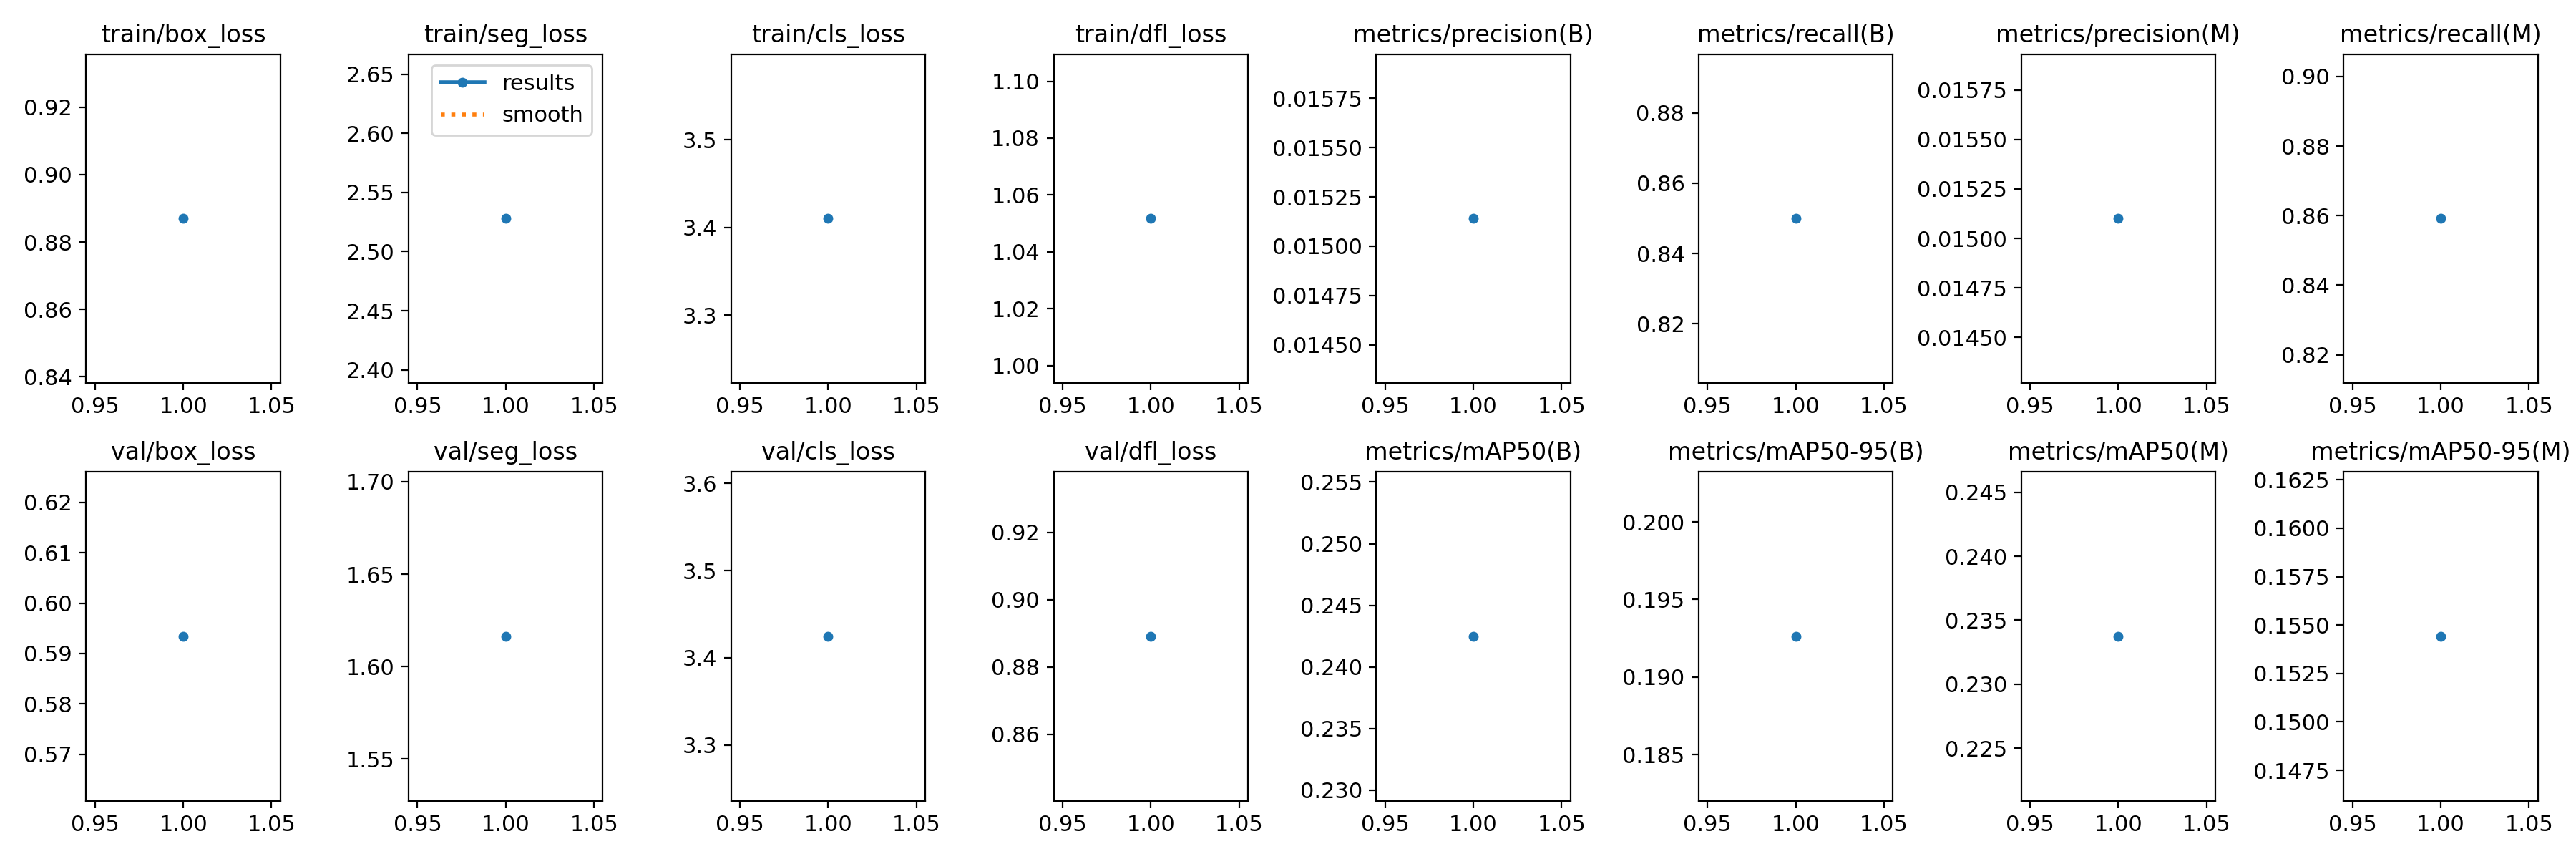 train/box_loss
0.92
0.90
0.88
0.86
0.84
0.95 1.00 1.05
train/seg_loss
results
smooth
2.65
2.60
2.55
2.50
2.45
2.40
0.95 1.00 1.05
train/cls_loss
3.5
3.4
3.3
0.95 1.00 1.05
train/dfl_loss
1.10
1.08
1.06
1.04
1.02
1.00
0.95 1.00 1.05
metrics/precision(B)
0.01575
0.01550
0.01525
0.01500
0.01475
0.01450
0.95 1.00 1.05
metrics/recall(B)
0.88
0.86
0.84
0.82
0.95 1.00 1.05
metrics/precision(M)
0.01575
0.01550
0.01525
0.01500
0.01475
0.01450
0.95 1.00 1.05
metrics/recall(M)
0.90
0.88
0.86
0.84
0.82
0.95 1.00 1.05
val/box_loss
0.62
0.61
0.60
0.59
0.58
0.57
0.95 1.00 1.05
val/seg_loss
1.70
1.65
1.60
1.55
0.95 1.00 1.05
val/cls_loss
3.6
3.5
3.4
3.3
0.95 1.00 1.05
val/dfl_loss
0.92
0.90
0.88
0.86
0.95 1.00 1.05
metrics/mAP50(B)
0.255
0.250
0.245
0.240
0.235
0.230
0.95 1.00 1.05
metrics/mAP50-95(B)
0.200
0.195
0.190
0.185
0.95 1.00 1.05
metrics/mAP50(M)
0.245
0.240
0.235
0.230
0.225
0.95 1.00 1.05
metrics/mAP50-95(M)
0.1625
0.1600
0.1575
0.1550
0.1525
0.1500
0.1475
0.95 1.00 1.05